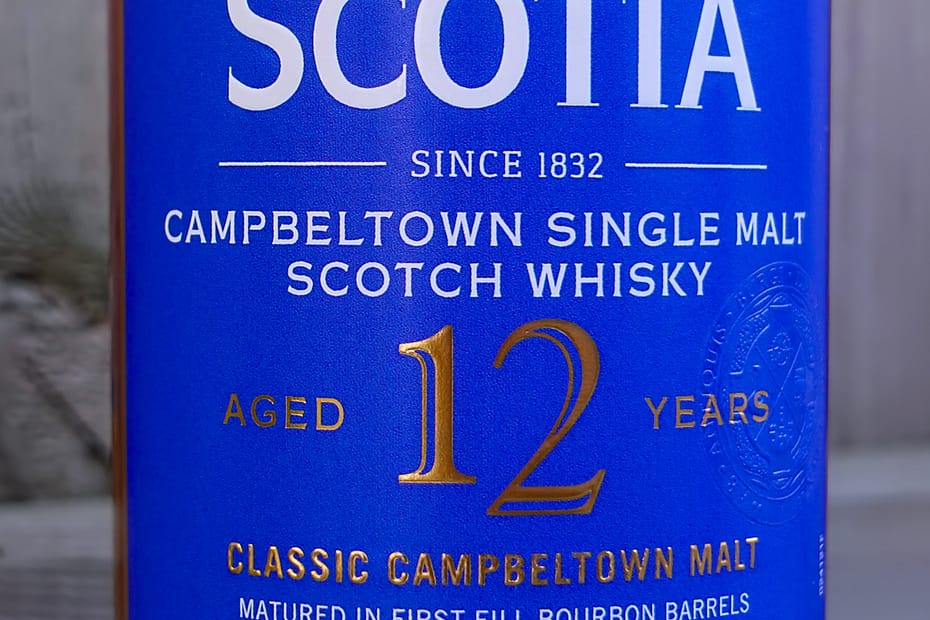 SCOTIA
SINCE 1832
CAMPBELTOWN SINGLE MALT
SCOTCH WHISKY
AGED 12 YEARS
CLASSIC CAMPBELTOWN MALT
MATURED IN FIRST FILL BOURBON BARRELS